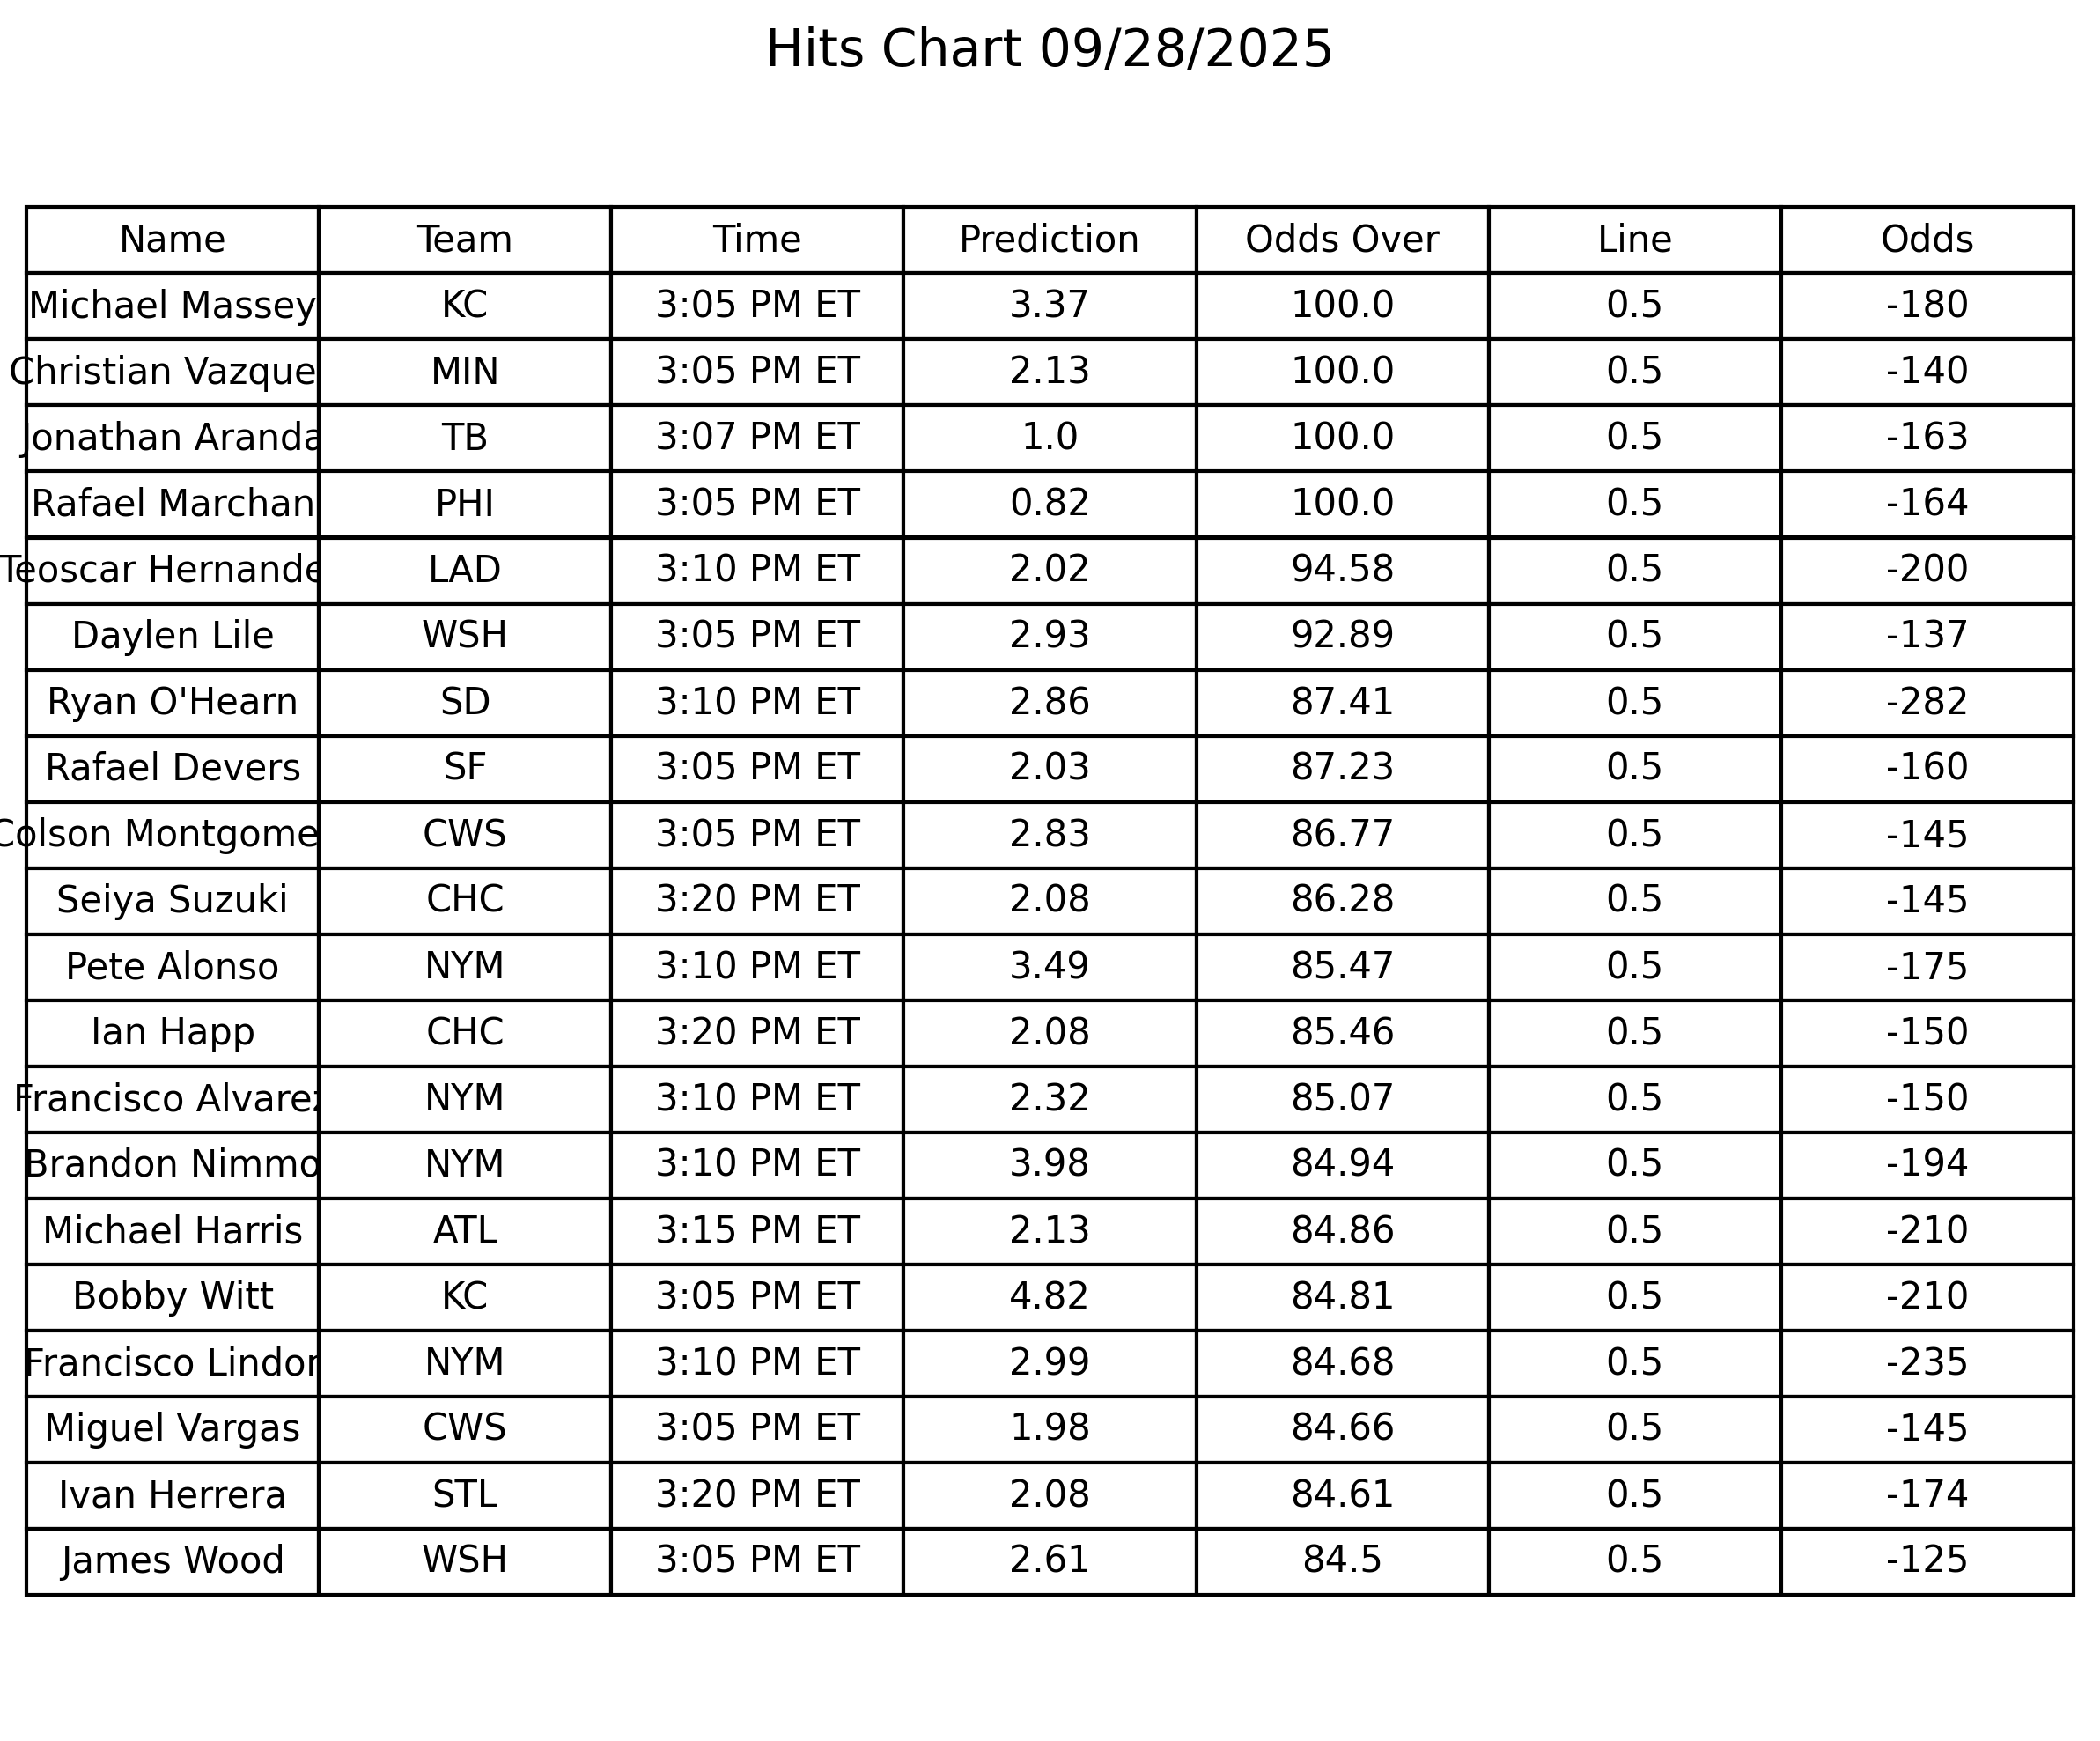 Hits Chart 09/28/2025
Name Team Time Prediction Odds Over Line Odds
Michael Massey KC 3:05 PM ET 3.37 100.0 0.5 -180
Christian Vazque MIN 3:05 PM ET 2.13 100.0 0.5 -140
Jonathan Aranda TB 3:07 PM ET 1.0 100.0 0.5 -163
Rafael Marchan PHI 3:05 PM ET 0.82 100.0 0.5 -164
Teoscar Hernande LAD 3:10 PM ET 2.02 94.58 0.5 -200
Daylen Lile WSH 3:05 PM ET 2.93 92.89 0.5 -137
Ryan O'Hearn SD 3:10 PM ET 2.86 87.41 0.5 -282
Rafael Devers SF 3:05 PM ET 2.03 87.23 0.5 -160
Colson Montgome CWS 3:05 PM ET 2.83 86.77 0.5 -145
Seiya Suzuki CHC 3:20 PM ET 2.08 86.28 0.5 -145
Pete Alonso NYM 3:10 PM ET 3.49 85.47 0.5 -175
Ian Happ CHC 3:20 PM ET 2.08 85.46 0.5 -150
Francisco Alvarez NYM 3:10 PM ET 2.32 85.07 0.5 -150
Brandon Nimmo NYM 3:10 PM ET 3.98 84.94 0.5 -194
Michael Harris ATL 3:15 PM ET 2.13 84.86 0.5 -210
Bobby Witt KC 3:05 PM ET 4.82 84.81 0.5 -210
Francisco Lindor NYM 3:10 PM ET 2.99 84.68 0.5 -235
Miguel Vargas CWS 3:05 PM ET 1.98 84.66 0.5 -145
Ivan Herrera STL 3:20 PM ET 2.08 84.61 0.5 -174
James Wood WSH 3:05 PM ET 2.61 84.5 0.5 -125